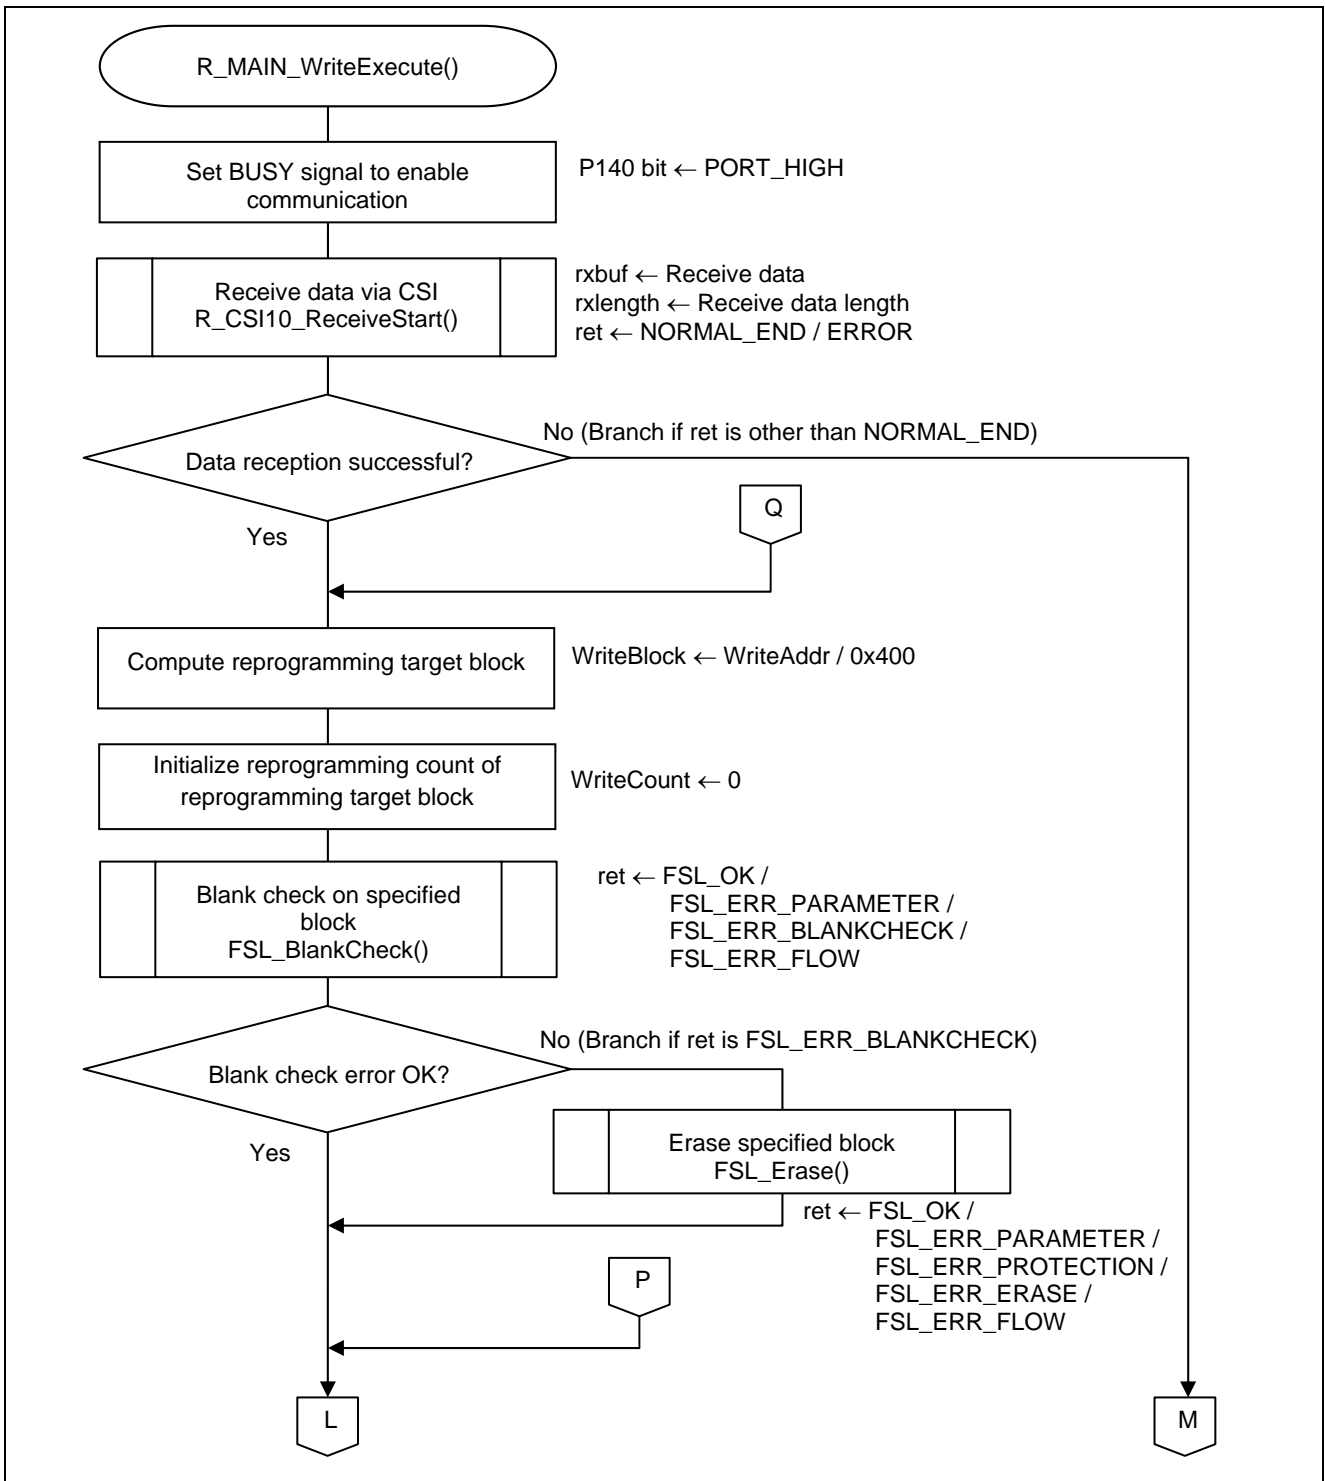 R_MAIN_WriteExecute()
Set BUSY signal to enable
communication
P140 bit ← PORT_HIGH
Receive data via CSI
R_CSI10_ReceiveStart()
rxbuf ← Receive data
rxlength ← Receive data length
ret ← NORMAL_END / ERROR
No (Branch if ret is other than NORMAL_END)
Data reception successful?
Q
Yes
Compute reprogramming target block
WriteBlock ← WriteAddr / 0x400
Initialize reprogramming count of
reprogramming target block
WriteCount ← 0
Blank check on specified
block
FSL_BlankCheck()
ret ← FSL_OK /
FSL_ERR_PARAMETER /
FSL_ERR_BLANKCHECK /
FSL_ERR_FLOW
No (Branch if ret is FSL_ERR_BLANKCHECK)
Blank check error OK?
Yes
Erase specified block
FSL_Erase()
ret ← FSL_OK /
FSL_ERR_PARAMETER /
FSL_ERR_PROTECTION /
FSL_ERR_ERASE /
FSL_ERR_FLOW
P
L
M